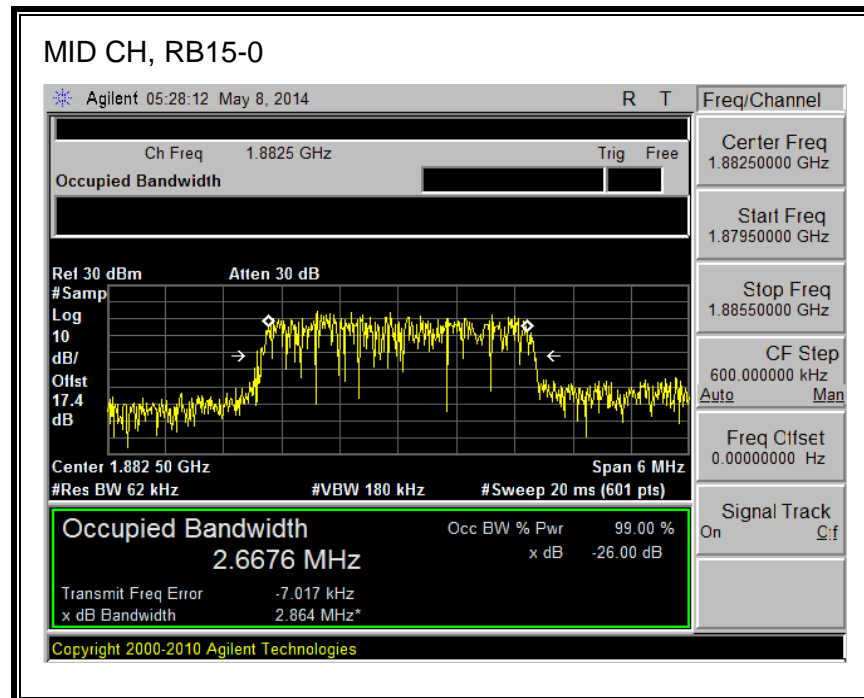 MID CH, RB15-0
Agilent 05:28:12 May 8, 2014 R T
Freq/Channel
Ch Freq 1.8825 GHz Trig Free
Occupied Bandwidth
Center Freq
1.88250000 GHz
Start Freq
1.87950000 GHz
Stop Freq
1.88550000 GHz
CF Step
600.000000 kHz
Auto Man
Freq Offset
0.00000000 Hz
Signal Track
On Off
Ref 30 dBm Atten 30 dB
#Samp
Log
10
dB/
Offst
17.4
dB
Center 1.882 50 GHz Span 6 MHz
#Res BW 62 kHz #VBW 180 kHz #Sweep 20 ms (601 pts)
Occupied Bandwidth Occ BW % Pwr 99.00 %
2.6676 MHz x dB -26.00 dB
Transmit Freq Error -7.017 kHz
x dB Bandwidth 2.864 MHz*
Copyright 2000-2010 Agilent Technologies